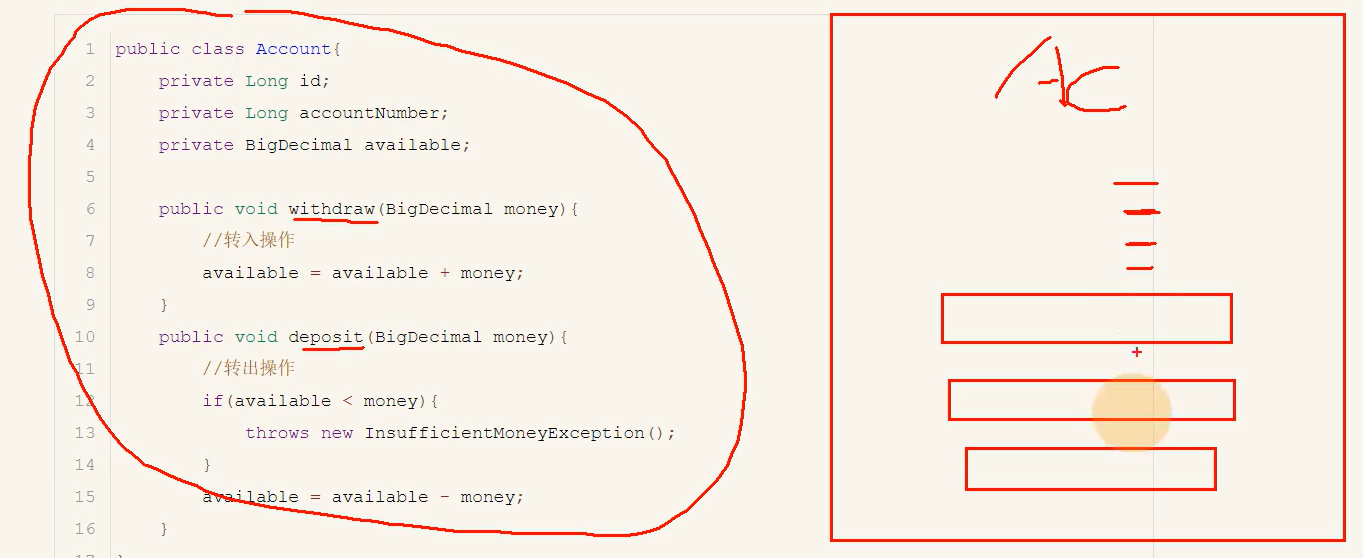 1 public class Account{
2 private Long id;
3 private Long accountNumber;
4 private BigDecimal available;
5
6 public void withdraw(BigDecimal money){
7 //转入操作
8 available = available + money;
9 }
10 public void deposit(BigDecimal money){
11 //转出操作
12 if(available < money){
13 throws new InsufficientMoneyException();
14 }
15 available = available - money;
16 }
17 }
AC